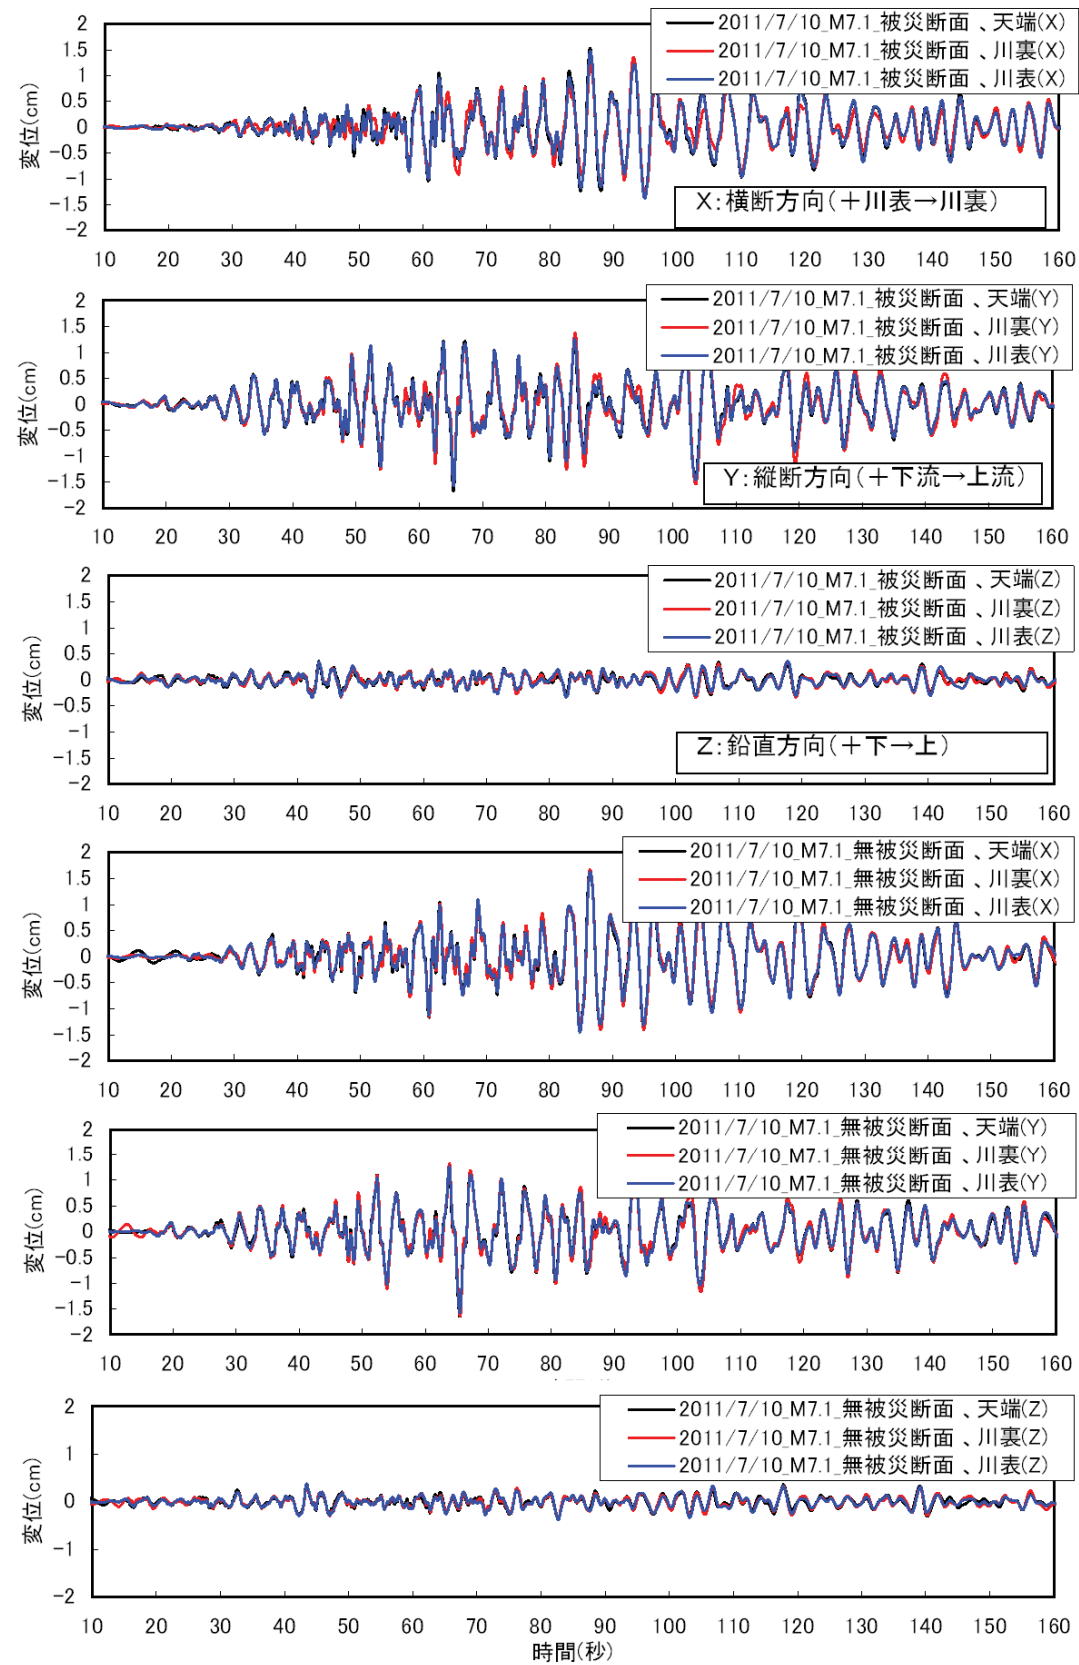 2
1.5
1
0.5
0
-0.5
-1
-1.5
-2
変位(cm)
2011/7/10_M7.1_被災断面 、天端(X)
2011/7/10_M7.1_被災断面 、川裏(X)
2011/7/10_M7.1_被災断面 、川表(X)
X:横断方向(+川表→川裏)
10 20 30 40 50 60 70 80 90 100 110 120 130 140 150 160
2
1.5
1
0.5
0
-0.5
-1
-1.5
-2
変位(cm)
2011/7/10_M7.1_被災断面 、天端(Y)
2011/7/10_M7.1_被災断面 、川裏(Y)
2011/7/10_M7.1_被災断面 、川表(Y)
Y:縦断方向(+下流→上流)
10 20 30 40 50 60 70 80 90 100 110 120 130 140 150 160
2
1.5
1
0.5
0
-0.5
-1
-1.5
-2
変位(cm)
2011/7/10_M7.1_被災断面 、天端(Z)
2011/7/10_M7.1_被災断面 、川裏(Z)
2011/7/10_M7.1_被災断面 、川表(Z)
Z:鉛直方向(+下→上)
10 20 30 40 50 60 70 80 90 100 110 120 130 140 150 160
2
1.5
1
0.5
0
-0.5
-1
-1.5
-2
変位(cm)
2011/7/10_M7.1_無被災断面 、天端(X)
2011/7/10_M7.1_無被災断面 、川裏(X)
2011/7/10_M7.1_無被災断面 、川表(X)
10 20 30 40 50 60 70 80 90 100 110 120 130 140 150 160
2
1.5
1
0.5
0
-0.5
-1
-1.5
-2
変位(cm)
2011/7/10_M7.1_無被災断面 、天端(Y)
2011/7/10_M7.1_無被災断面 、川裏(Y)
2011/7/10_M7.1_無被災断面 、川表(Y)
10 20 30 40 50 60 70 80 90 100 110 120 130 140 150 160
2
1
0
-1
-2
変位(cm)
2011/7/10_M7.1_無被災断面 、天端(Z)
2011/7/10_M7.1_無被災断面 、川裏(Z)
2011/7/10_M7.1_無被災断面 、川表(Z)
10 20 30 40 50 60 70 80 90 100 110 120 130 140 150 160
時間(秒)